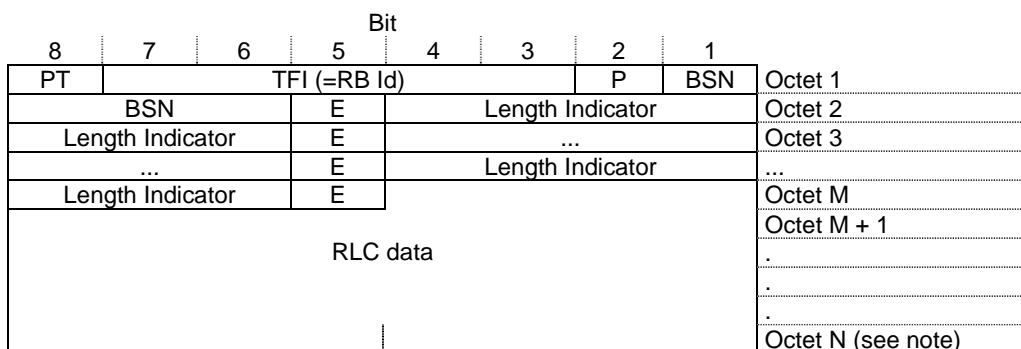 Bit
8 7 6 5 4 3 2 1
PT TFI (=RB Id) P BSN Octet 1
BSN E Length Indicator Octet 2
Length Indicator E ... Octet 3
... E Length Indicator ...
Length Indicator E Octet M
Octet M + 1
RLC data .
.
.
Octet N (see note)